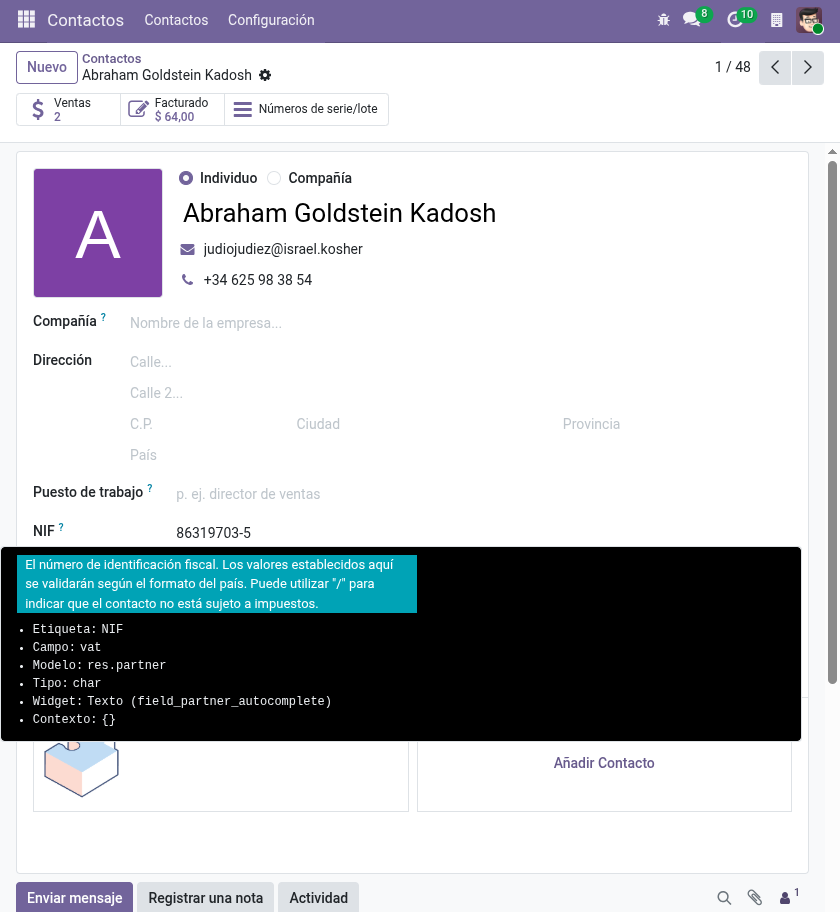 Contactos Contactos Configuración 8 10
Nuevo Contactos
Abraham Goldstein Kadosh
1 / 48
Ventas
2
Facturado
$ 64,00
Números de serie/lote
A
Individuo Compañía
Abraham Goldstein Kadosh
judiojudiez@israel.kosher
+34 625 98 38 54
Compañía ? Nombre de la empresa...
Dirección Calle...
Calle 2...
C.P. Ciudad Provincia
País
Puesto de trabajo ? p. ej. director de ventas
NIF ? 86319703-5
El número de identificación fiscal. Los valores establecidos aquí
se validarán según el formato del país. Puede utilizar "/" para
indicar que el contacto no está sujeto a impuestos.
• Etiqueta: NIF
• Campo: vat
• Modelo: res.partner
• Tipo: char
• Widget: Texto (field_partner_autocomplete)
• Contexto: {}
Añadir Contacto
Enviar mensaje Registrar una nota Actividad 1